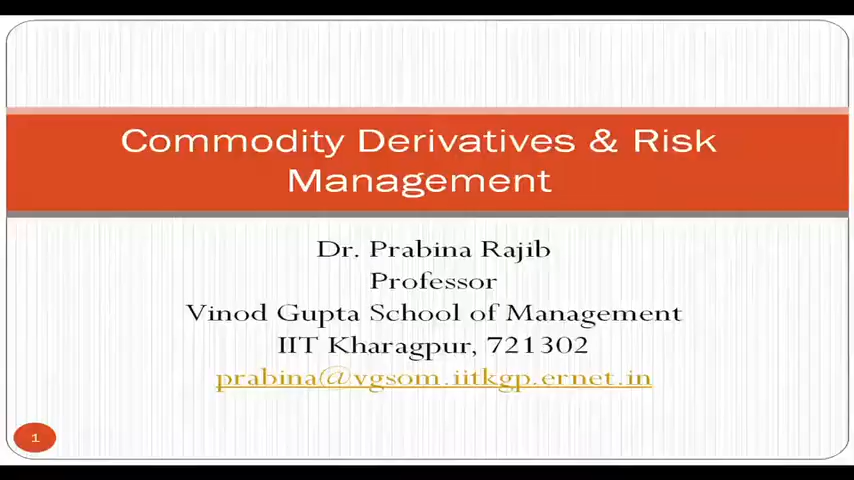 Commodity Derivatives & Risk
Management
Dr. Prabina Rajib
Professor
Vinod Gupta School of Management
IIT Kharagpur, 721302
prabina@vgsom.iitkgp.ernet.in
1